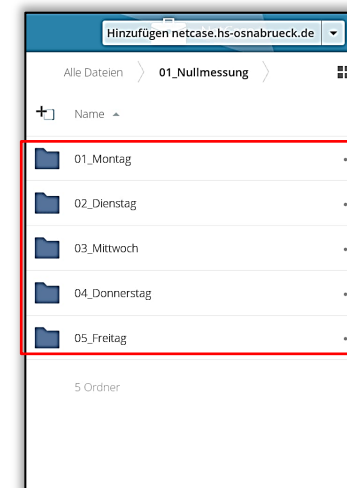 Hinzufügen netcase.hs-osnabrueck.de
Alle Dateien 01_Nullmessung
Name
01_Montag
02_Dienstag
03_Mittwoch
04_Donnerstag
05_Freitag
5 Ordner